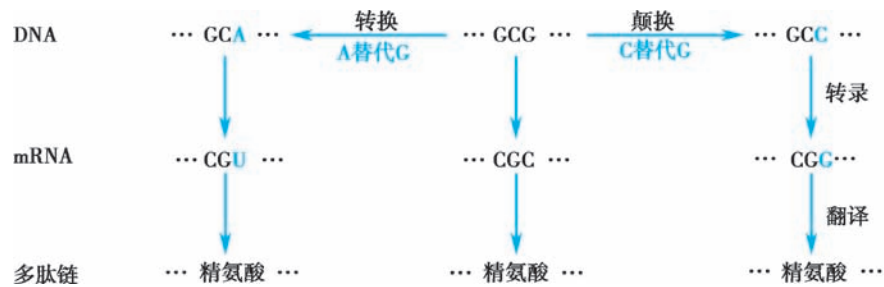 转换 颠换
DNA ··· GCA ··· ··· GCG ··· ··· GCC ···
A替代G C替代G
转录
mRNA ··· CGU ··· ··· CGC ··· ··· CGG ···
翻译
多肽链 ··· 精氨酸 ··· ··· 精氨酸 ··· ··· 精氨酸 ···